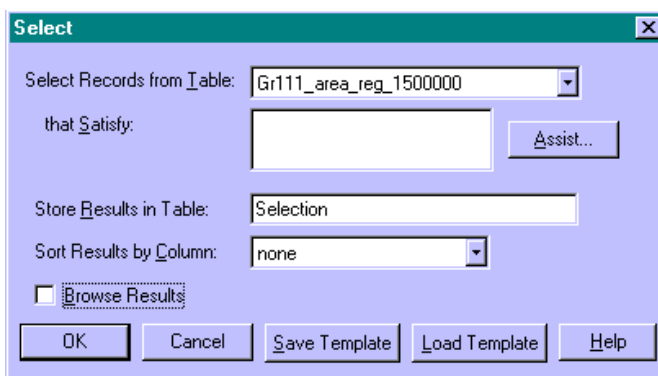 Select
Select Records from Table: Gr111_area_reg_1500000
that Satisfy:
Assist...
Store Results in Table: Selection
Sort Results by Column: none
Browse Results
OK Cancel Save Template Load Template Help